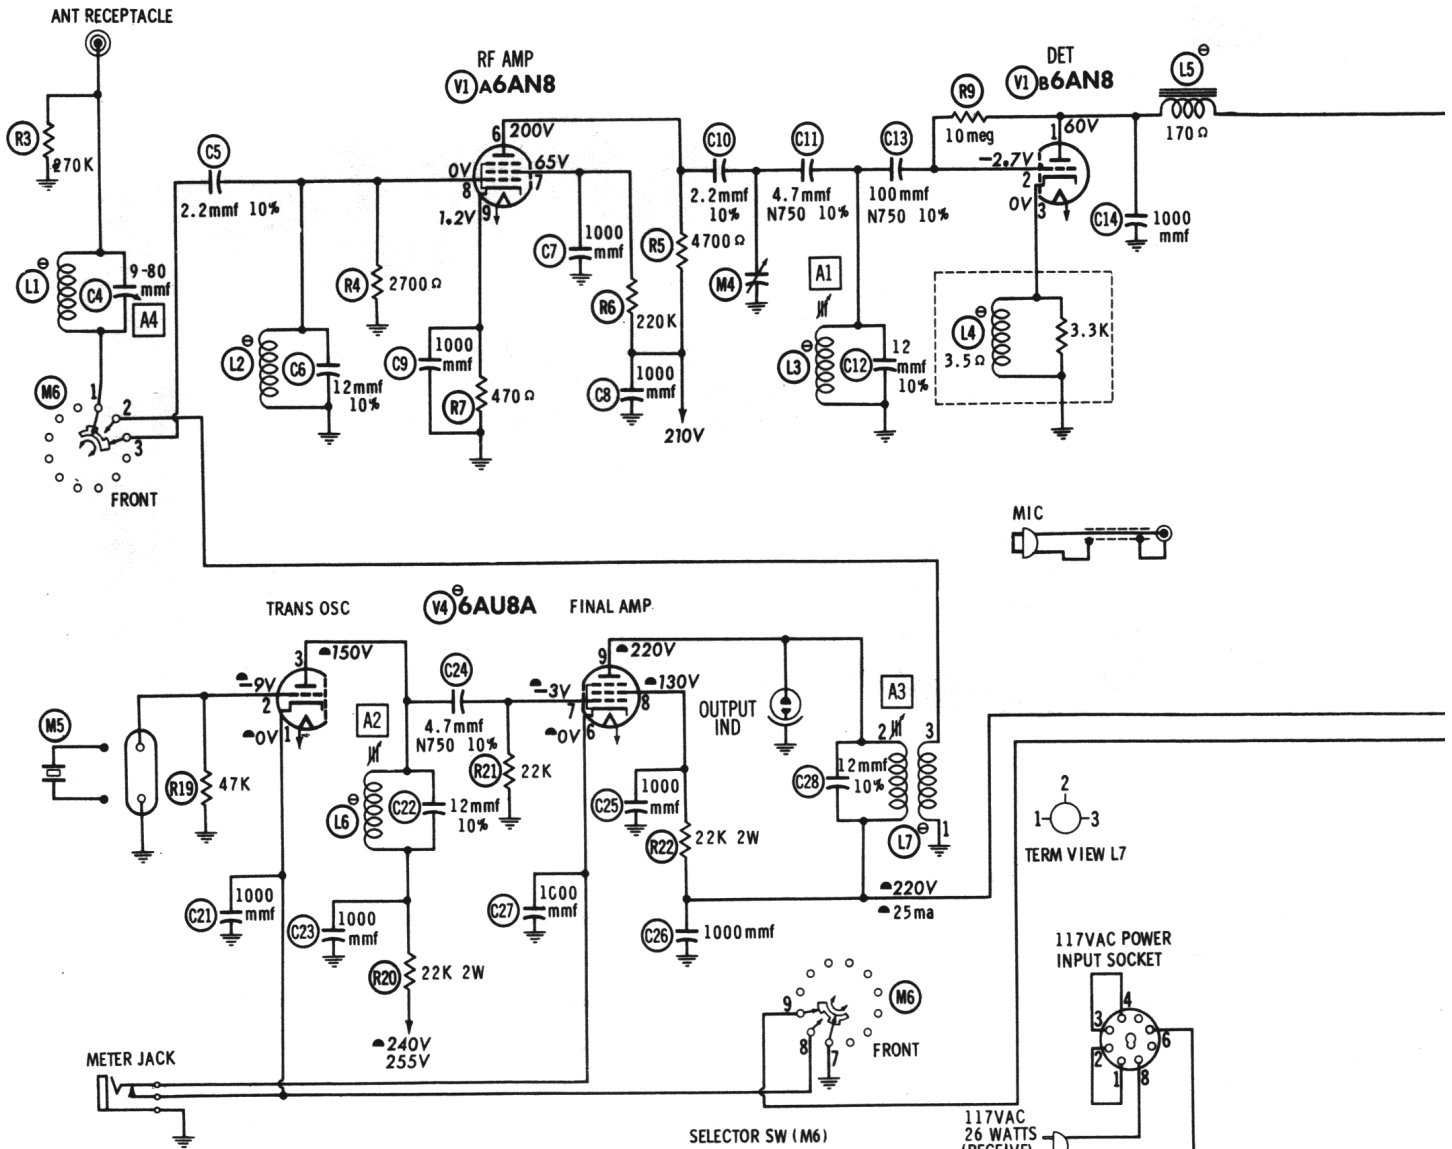 ANT RECEPTACLE
RF AMP
V1 A 6AN8
DET
V1 B 6AN8
L5
R9
10 meg
1
60V
170 Ω
R3
270K
C5
2.2mmf 10%
6
200V
0V
8
65V
7
1.2V
9
C10
2.2mmf
10%
C11
4.7mmf
N750 10%
C13
100mmf
N750 10%
-2.7V
2
0V
3
C14
1000
mmf
L1
C4
9-80
mmf
A4
R4
2700 Ω
C7
1000
mmf
R5
4700 Ω
M4
A1
R6
220K
L2
C6
12mmf
10%
C9
1000
mmf
R7
470 Ω
C8
1000
mmf
210V
L3
C12
12
mmf
10%
L4
3.5 Ω
3.3K
M6
1
2
3
FRONT
MIC
TRANS OSC
V4 6AU8A
FINAL AMP
3
150V
-9V
2
0V
1
C24
4.7mmf
N750 10%
9
220V
-3V
7
130V
8
0V
6
OUTPUT
IND
A3
2
3
M5
R19
47K
A2
L6
C22
12mmf
10%
R21
22K
C25
1000
mmf
R22
22K 2W
C28
12mmf
10%
L7
1
2
1
3
TERM VIEW L7
C21
1000
mmf
C23
1000
mmf
R20
22K 2W
240V
255V
C27
1000
mmf
C26
1000mmf
220V
25ma
M6
9
8
7
FRONT
117VAC POWER
INPUT SOCKET
4
3
2
1
6
8
METER JACK
SELECTOR SW (M6)
117VAC
26 WATTS
(RECEIVE)